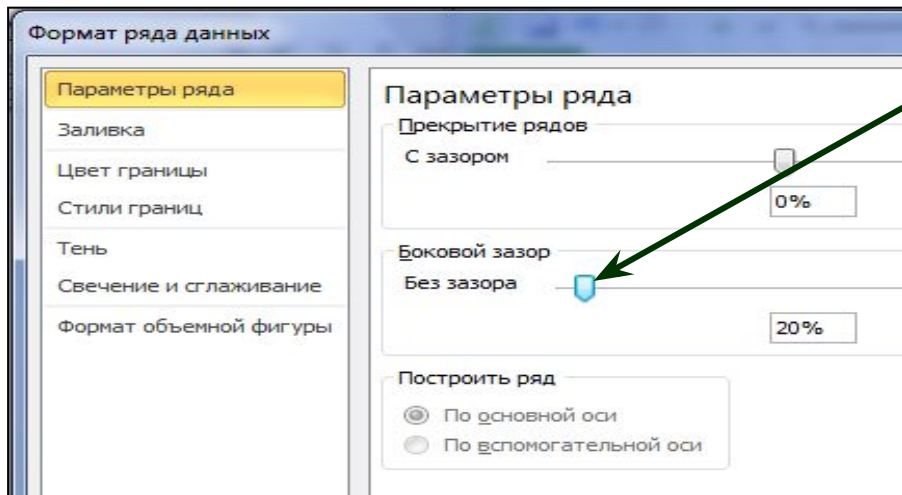 Формат ряда данных
Параметры ряда
Заливка
Цвет границы
Стили границ
Тень
Свечение и сглаживание
Формат объемной фигуры
Параметры ряда
Прекрытие рядов
С зазором
0%
Боковой зазор
Без зазора
20%
Построить ряд
По основной оси
По вспомогательной оси